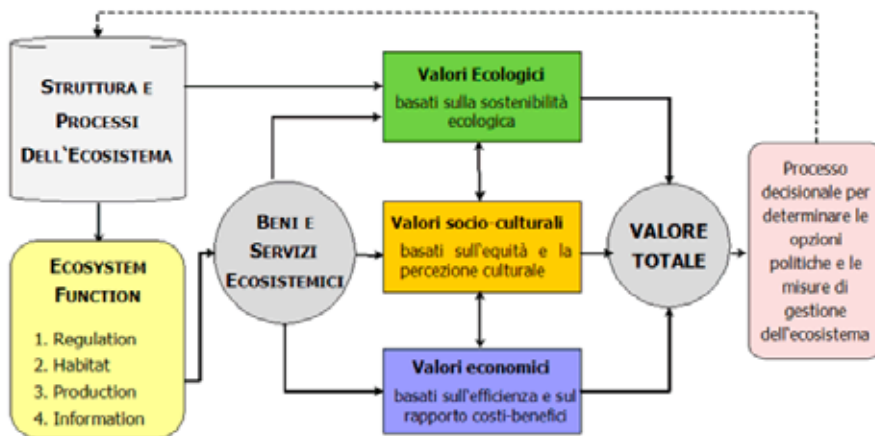 STRUTTURA E
PROCESSI
DELL`ECOSISTEMA
ECOSYSTEM
FUNCTION
1. Regulation
2. Habitat
3. Production
4. Information
BENI E
SERVIZI
ECOSISTEMICI
Valori Ecologici
basati sulla sostenibilità
ecologica
Valori socio-culturali
basati sull'equità e la
percezione culturale
Valori economici
basati sull'efficienza e sul
rapporto costi-benefici
VALORE
TOTALE
Processo
decisionale per
determinare le
opzioni
politiche e le
misure di
gestione
dell'ecosistema